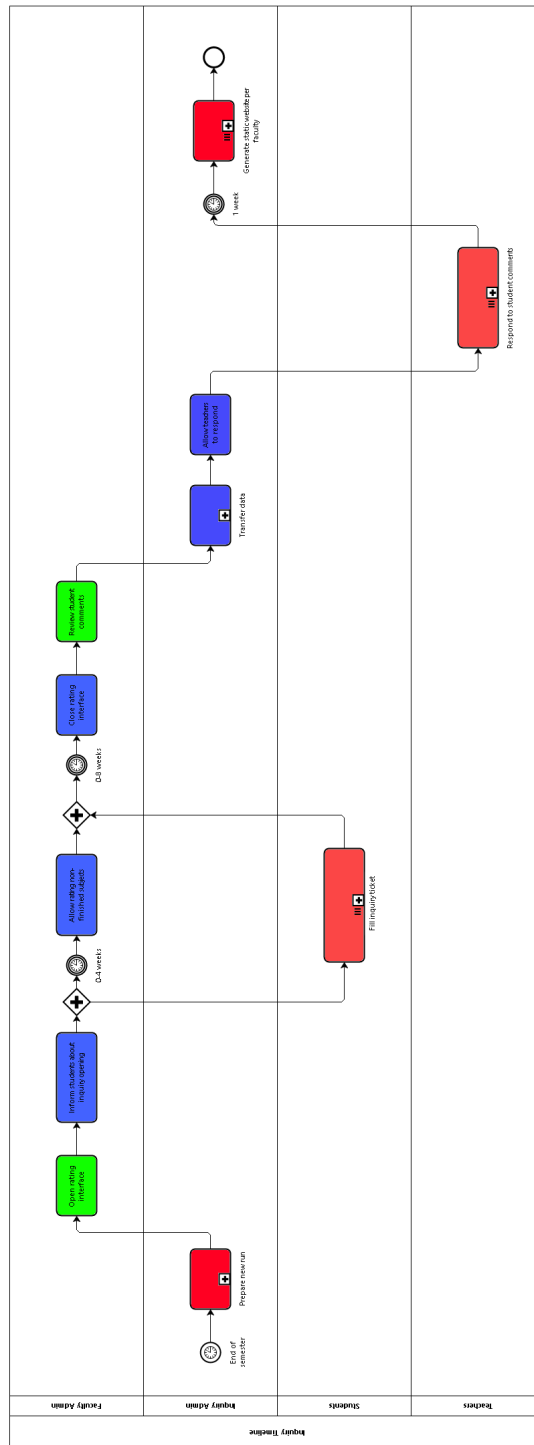 Inquiry Timeline
Faculty Admin
Inquiry Admin
Students
Teachers
End of
semester
Prepare new run
Open rating
interface
Inform students about
inquiry opening
0-4 weeks
Allow rating non-
finished subjects
Fill inquiry ticket
0-8 weeks
Close rating
interface
Review student
comments
Transfer data
Allow teachers
to respond
Respond to student comments
1 week
Generate static website per
faculty